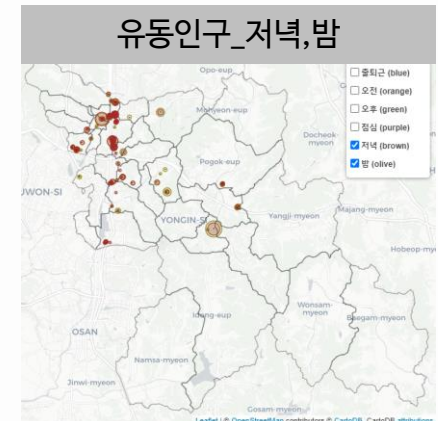 유동인구_저녁,밤
출퇴근 (blue)
오전 (orange)
오후 (green)
점심 (purple)
저녁 (brown)
밤 (olive)
Opo-eup
Mohyeon-eup
Docheok-
myeon
Pogok-eup
UWON-SI
YONGIN-SI
Yangji-myeon
Majang-myeon
Hobeop-my
Idong-eup
Wonsam-
myeon
Baegam-myeon
OSAN
Namsa-myeon
Jinwi-myeon
Gosam-myeon
Leaflet | © OpenStreetMap contributors © CartoDB, CartoDB attributions